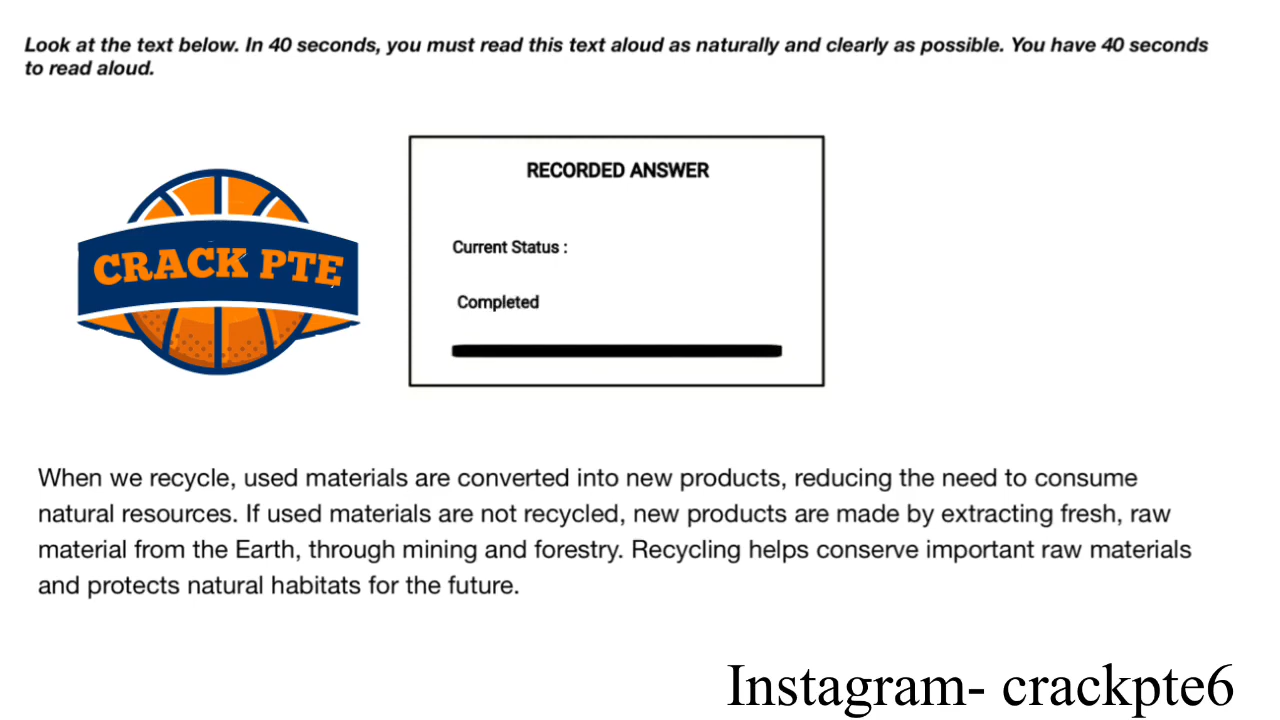 Look at the text below. In 40 seconds, you must read this text aloud as naturally and clearly as possible. You have 40 seconds
to read aloud.
RECORDED ANSWER
CRACK PTE
Current Status :
Completed
When we recycle, used materials are converted into new products, reducing the need to consume
natural resources. If used materials are not recycled, new products are made by extracting fresh, raw
material from the Earth, through mining and forestry. Recycling helps conserve important raw materials
and protects natural habitats for the future.
Instagram- crackpte6